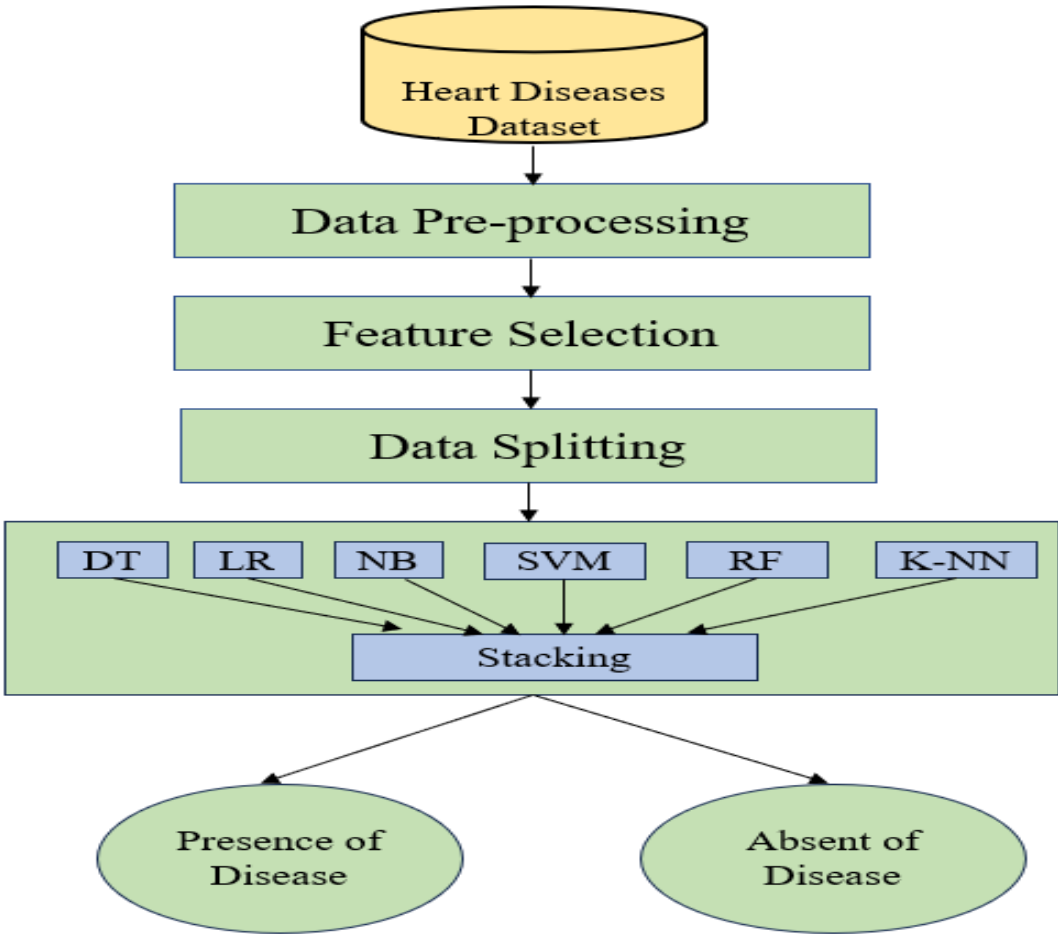 Heart Diseases
Dataset
Data Pre-processing
Feature Selection
Data Splitting
DT
LR
NB
SVM
RF
K-NN
Stacking
Presence of
Disease
Absent of
Disease